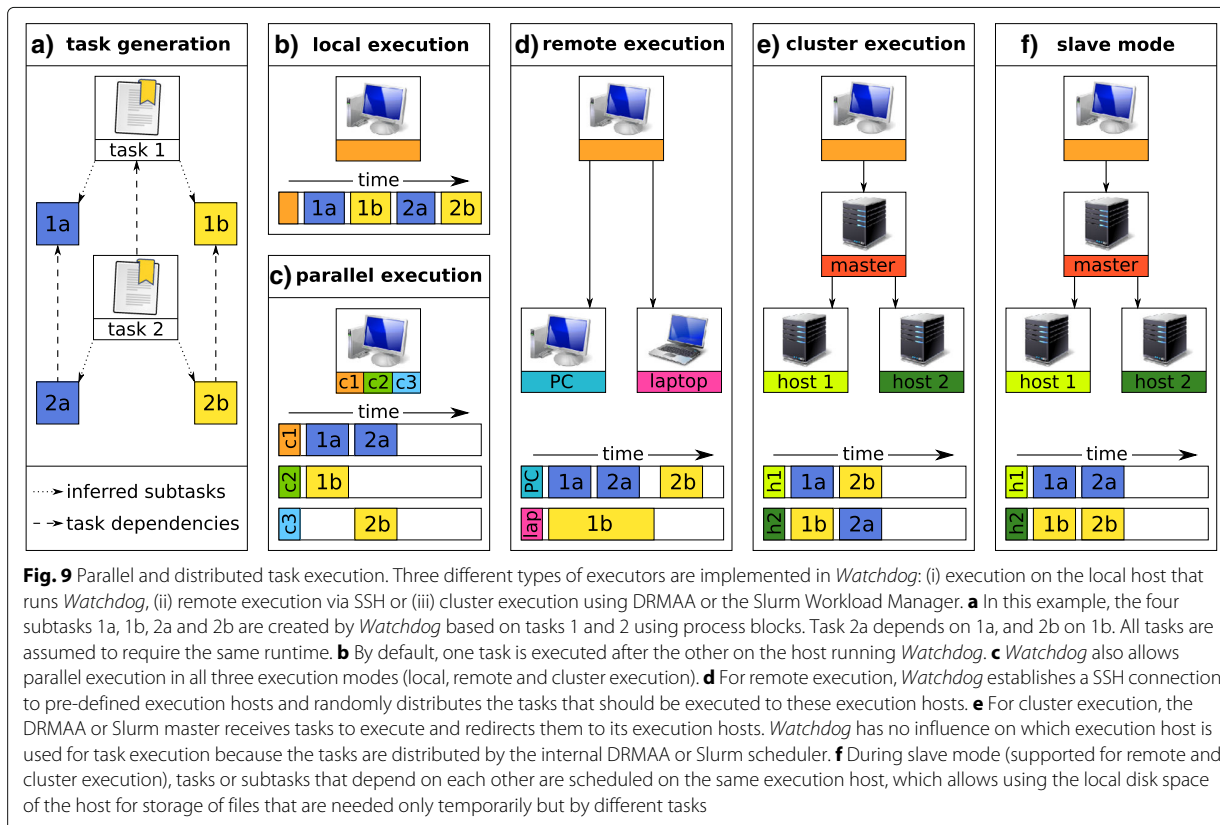 a) task generation
task 1
1a
1b
task 2
2a
2b
inferred subtasks
task dependencies
b) local execution
time
1a 1b 2a 2b
c) parallel execution
c1 c2 c3
time
c1 1a 2a
c2 1b
c3 2b
d) remote execution
PC
laptop
time
PC 1a 2a 2b
lap 1b
e) cluster execution
master
host 1
host 2
time
h1 1a 2b
h2 1b 2a
f) slave mode
master
host 1
host 2
time
h1 1a 2a
h2 1b 2b
Fig. 9 Parallel and distributed task execution. Three different types of executors are implemented in Watchdog: (i) execution on the local host that
runs Watchdog, (ii) remote execution via SSH or (iii) cluster execution using DRMAA or the Slurm Workload Manager. a In this example, the four
subtasks 1a, 1b, 2a and 2b are created by Watchdog based on tasks 1 and 2 using process blocks. Task 2a depends on 1a, and 2b on 1b. All tasks are
assumed to require the same runtime. b By default, one task is executed after the other on the host running Watchdog. c Watchdog also allows
parallel execution in all three execution modes (local, remote and cluster execution). d For remote execution, Watchdog establishes a SSH connection
to pre-defined execution hosts and randomly distributes the tasks that should be executed to these execution hosts. e For cluster execution, the
DRMAA or Slurm master receives tasks to execute and redirects them to its execution hosts. Watchdog has no influence on which execution host is
used for task execution because the tasks are distributed by the internal DRMAA or Slurm scheduler. f During slave mode (supported for remote and
cluster execution), tasks or subtasks that depend on each other are scheduled on the same execution host, which allows using the local disk space
of the host for storage of files that are needed only temporarily but by different tasks